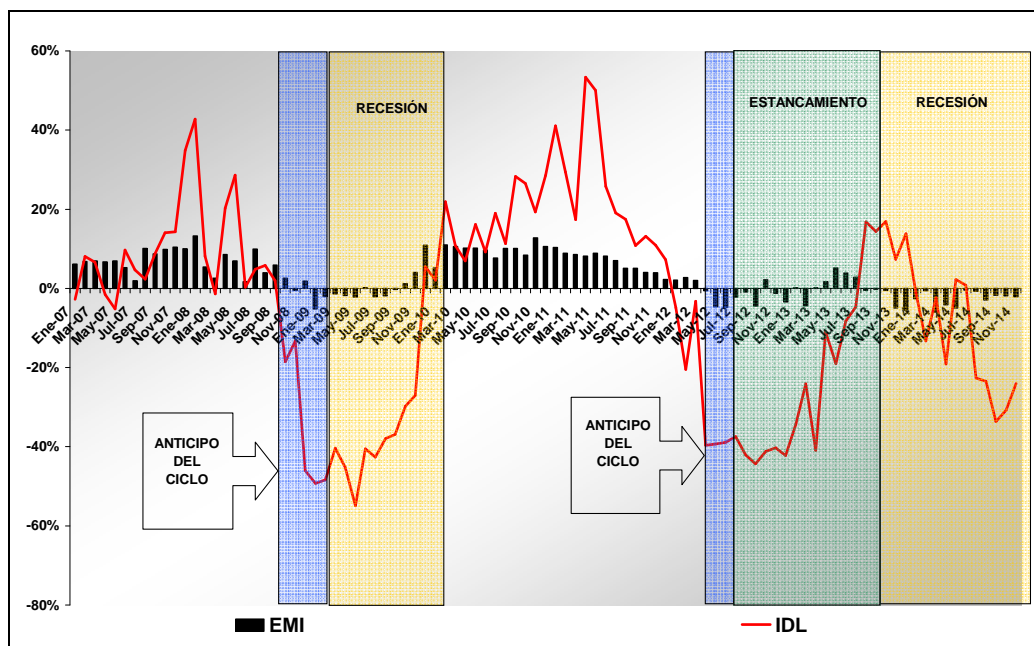 60%
40%
20%
0%
-20%
-40%
-60%
-80%
RECESIÓN
ESTANCAMIENTO
RECESIÓN
Ene-07
Mar-07
May-07
Jul-07
Sep-07
Nov-07
Ene-08
Mar-08
May-08
Jul-08
Sep-08
Nov-08
Ene-09
Mar-09
May-09
Jul-09
Sep-09
Nov-09
Ene-10
Mar-10
May-10
Jul-10
Sep-10
Nov-10
Ene-11
Mar-11
May-11
Jul-11
Sep-11
Nov-11
Ene-12
Mar-12
May-12
Jul-12
Sep-12
Nov-12
Ene-13
Mar-13
May-13
Jul-13
Sep-13
Nov-13
Ene-14
Mar-14
May-14
Jul-14
Sep-14
Nov-14
ANTICIPO
DEL
CICLO
ANTICIPO
DEL
CICLO
EMI
IDL